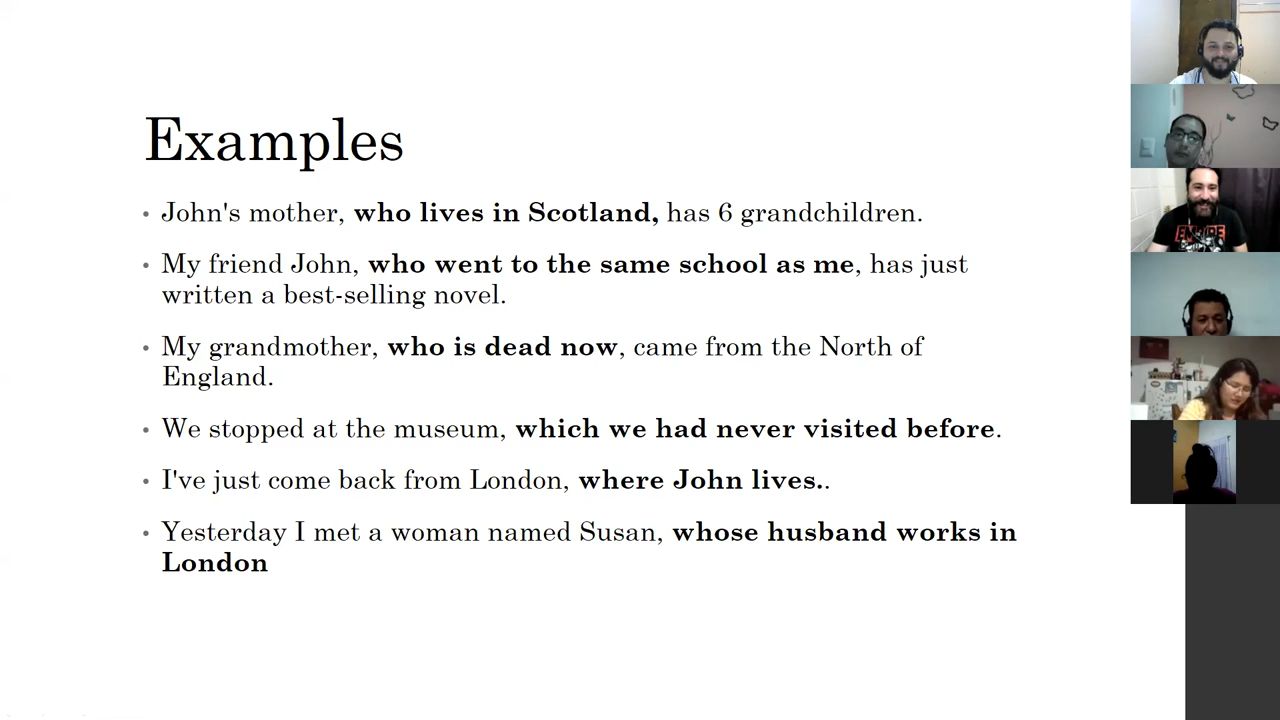 Examples
• John's mother, who lives in Scotland, has 6 grandchildren.
• My friend John, who went to the same school as me, has just
written a best-selling novel.
• My grandmother, who is dead now, came from the North of
England.
• We stopped at the museum, which we had never visited before.
• I've just come back from London, where John lives..
• Yesterday I met a woman named Susan, whose husband works in
London
EMPIRE